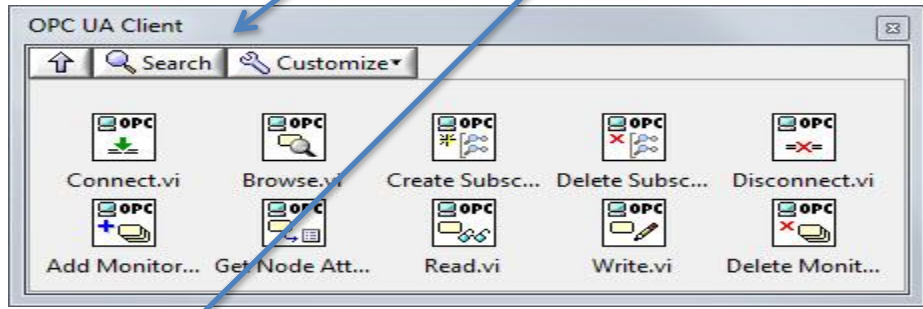 OPC UA Client
Search Customize
OPC OPC OPC OPC OPC
Connect.vi Browse.vi Create Subsc... Delete Subsc... Disconnect.vi
OPC OPC OPC OPC OPC
Add Monitor... Get Node Att... Read.vi Write.vi Delete Monit...